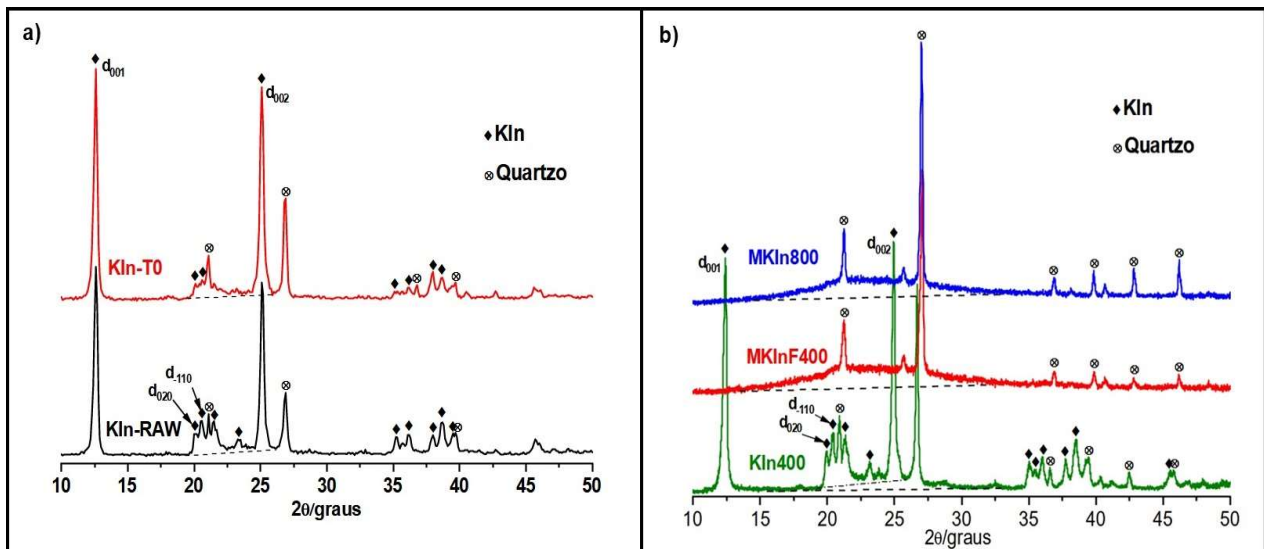 a)
d001
d002
♦ Kln
⊗ Quartzo
Kln-T0
d-110
d020
Kln-RAW
10 15 20 25 30 35 40 45 50
2θ/graus
b)
♦ Kln
⊗ Quartzo
d001
d002
MKln800
MKlnF400
d-110
d020
Kln400
10 15 20 25 30 35 40 45 50
2θ/graus